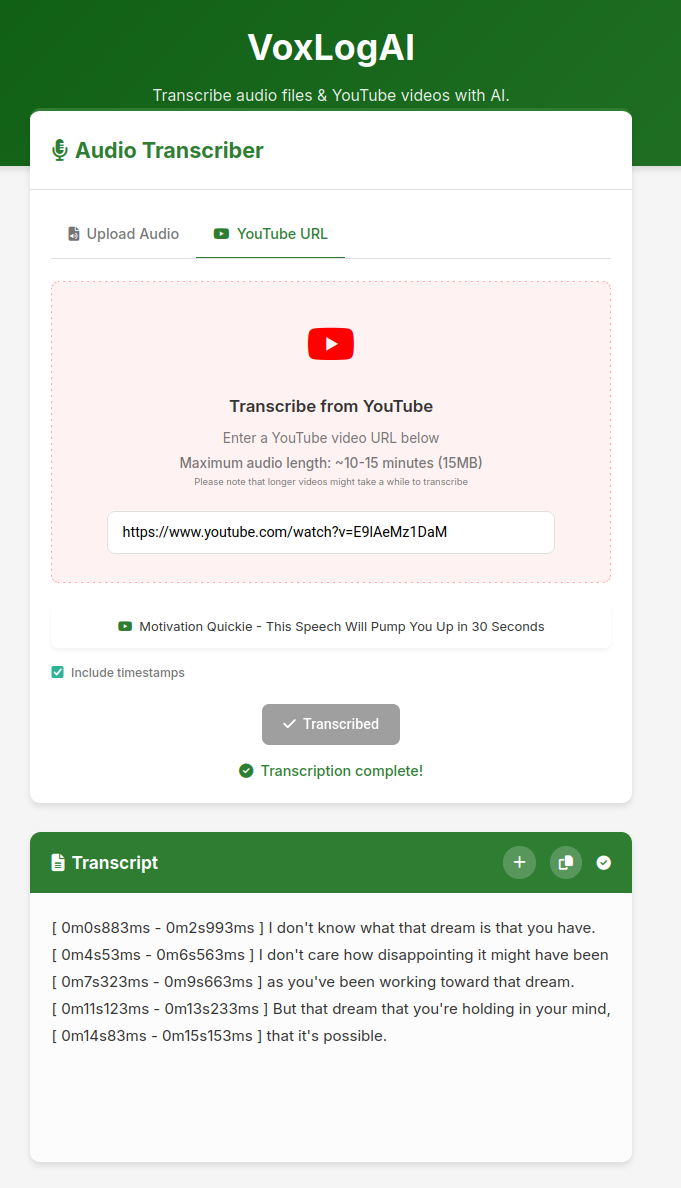 VoxLogAI
Transcribe audio files & YouTube videos with AI.
Audio Transcriber
Upload Audio
YouTube URL
Transcribe from YouTube
Enter a YouTube video URL below
Maximum audio length: ~10-15 minutes (15MB)
Please note that longer videos might take a while to transcribe
https://www.youtube.com/watch?v=E9lAeMz1DaM
Motivation Quickie - This Speech Will Pump You Up in 30 Seconds
Include timestamps
Transcribed
Transcription complete!
Transcript
[ 0m0s883ms - 0m2s993ms ] I don't know what that dream is that you have.
[ 0m4s53ms - 0m6s563ms ] I don't care how disappointing it might have been
[ 0m7s323ms - 0m9s663ms ] as you've been working toward that dream.
[ 0m11s123ms - 0m13s233ms ] But that dream that you're holding in your mind,
[ 0m14s83ms - 0m15s153ms ] that it's possible.